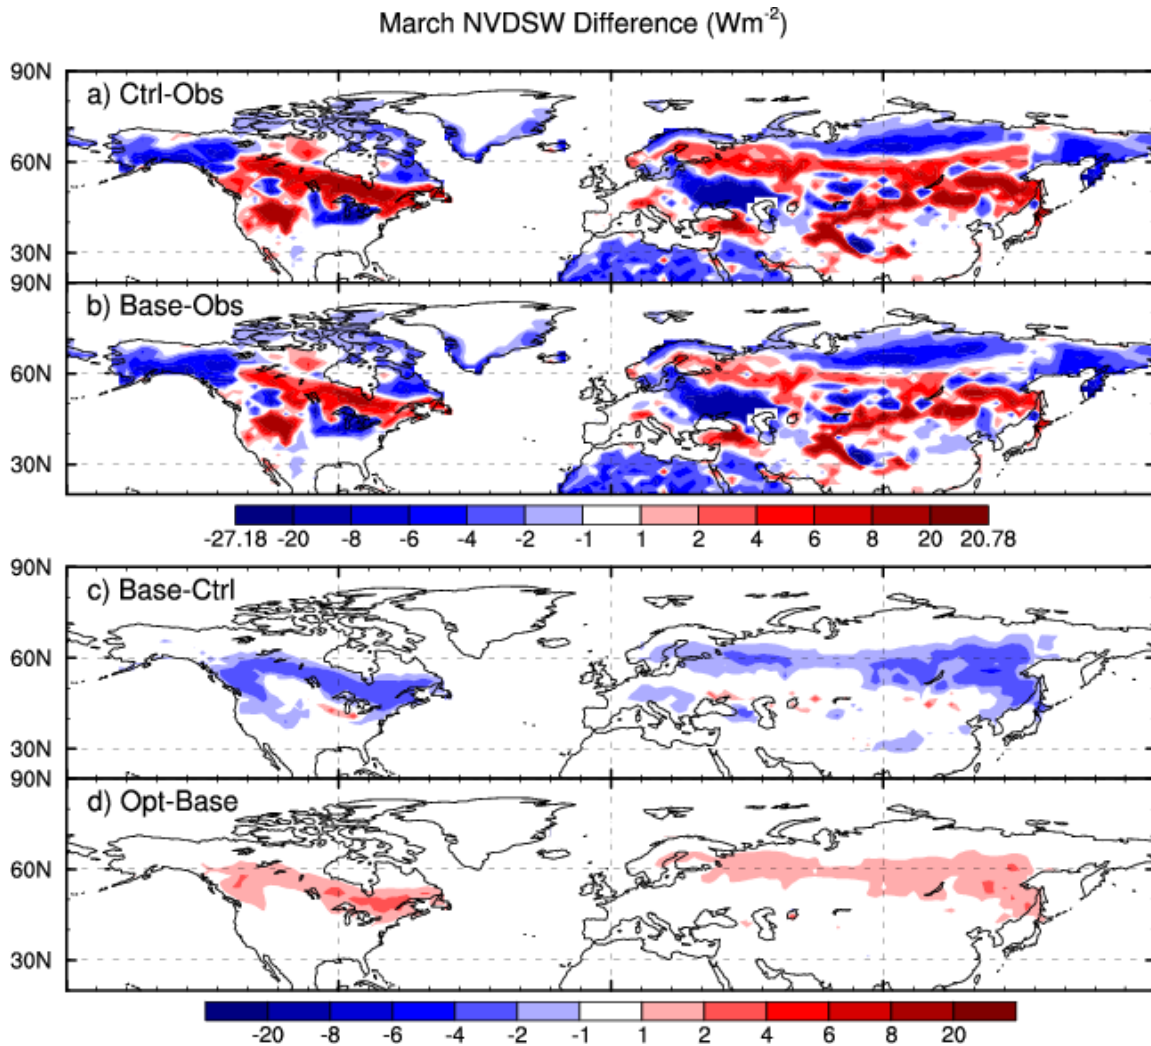 March NVDSW Difference (Wm⁻²)
90N
a) Ctrl-Obs
60N
30N
90N
b) Base-Obs
60N
30N
-27.18 -20 -8 -6 -4 -2 -1 1 2 4 6 8 20 20.78
90N
c) Base-Ctrl
60N
30N
90N
d) Opt-Base
60N
30N
-20 -8 -6 -4 -2 -1 1 2 4 6 8 20